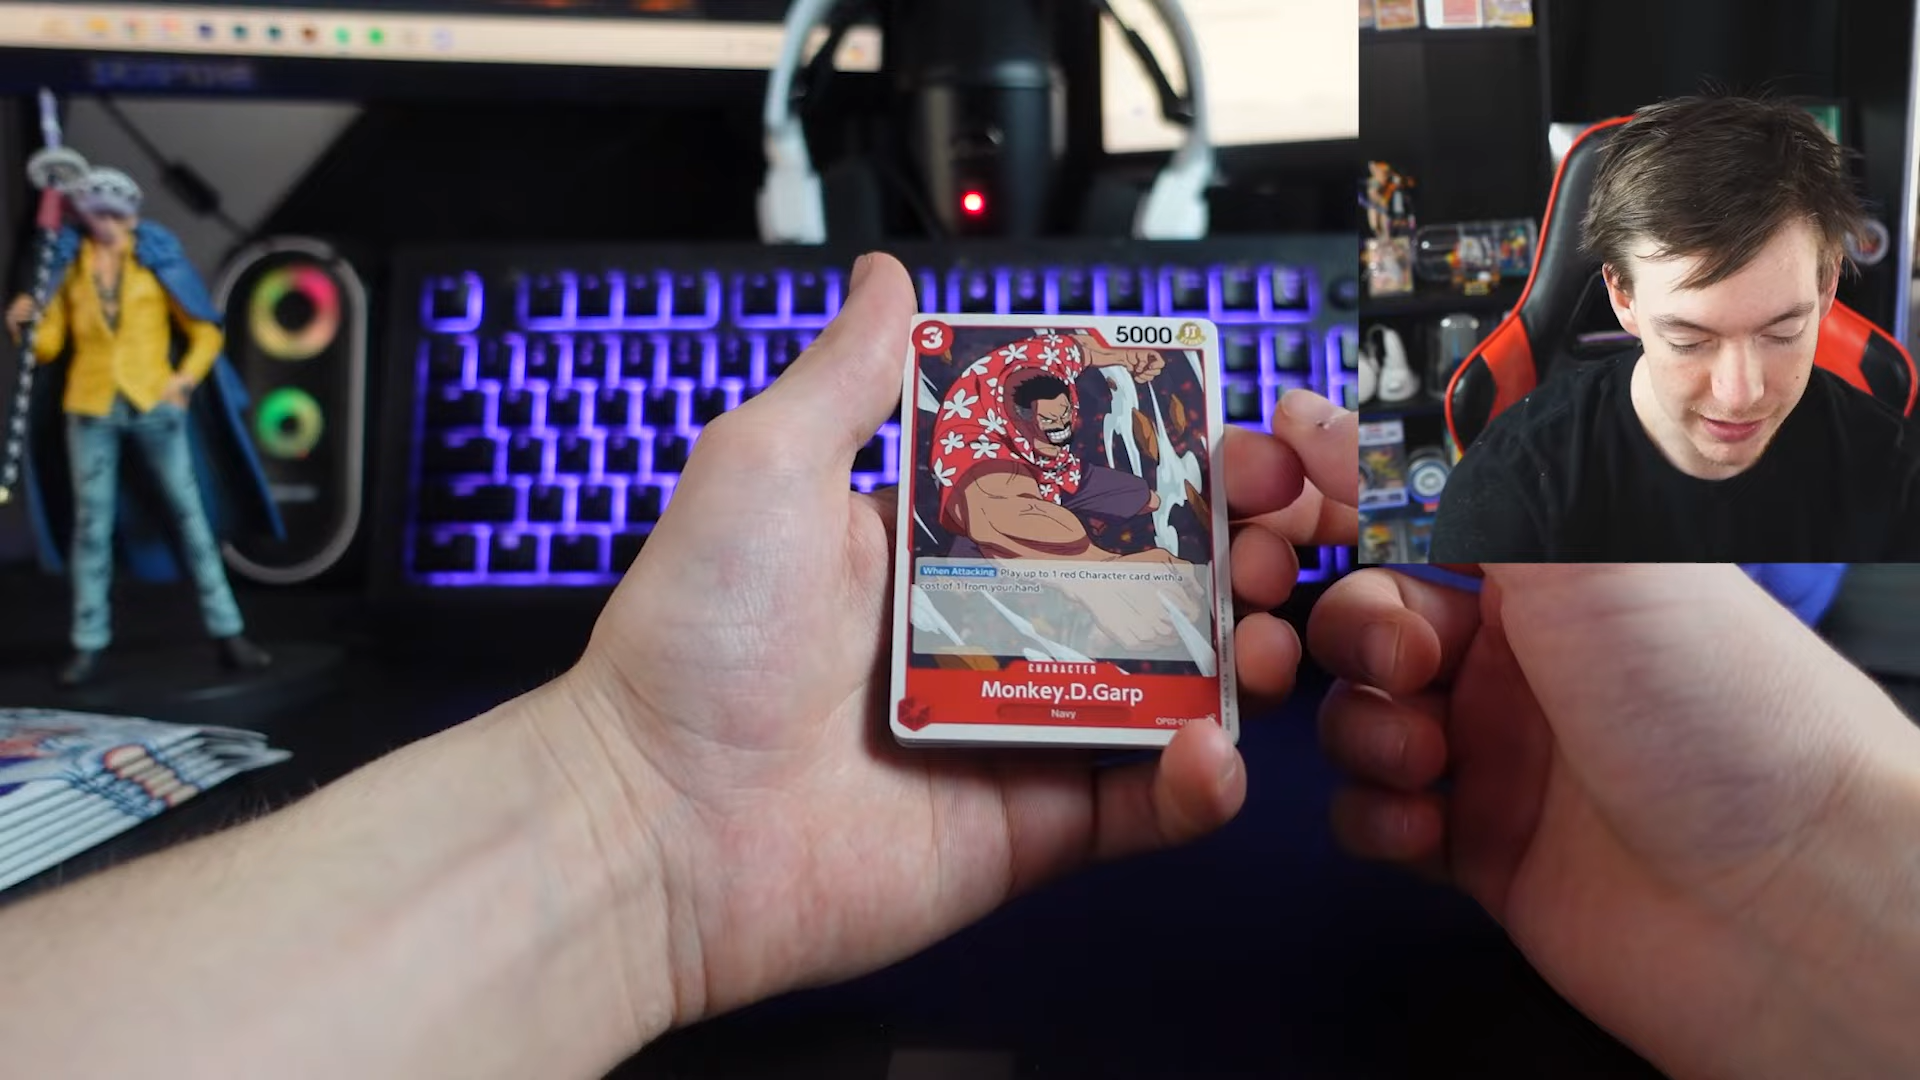 3
5000
When Attacking Play up to 1 red Character card with a
cost of 1 from your hand.
CHARACTER
Monkey.D.Garp
Navy